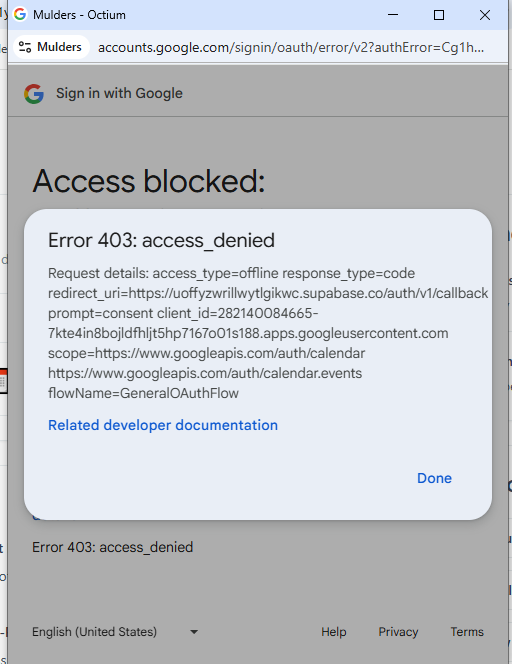 Mulders - Octium
Mulders
accounts.google.com/signin/oauth/error/v2?authError=Cg1h...
Sign in with Google
Access blocked:
Error 403: access_denied
Request details: access_type=offline response_type=code
redirect_uri=https://uoffyzwrillwytlgikwc.supabase.co/auth/v1/callback
prompt=consent client_id=282140084665-
7kte4in8bojldfhljt5hp7167o01s188.apps.googleusercontent.com
scope=https://www.googleapis.com/auth/calendar
https://www.googleapis.com/auth/calendar.events
flowName=GeneralOAuthFlow
Related developer documentation
Done
Error 403: access_denied
English (United States)
Help
Privacy
Terms